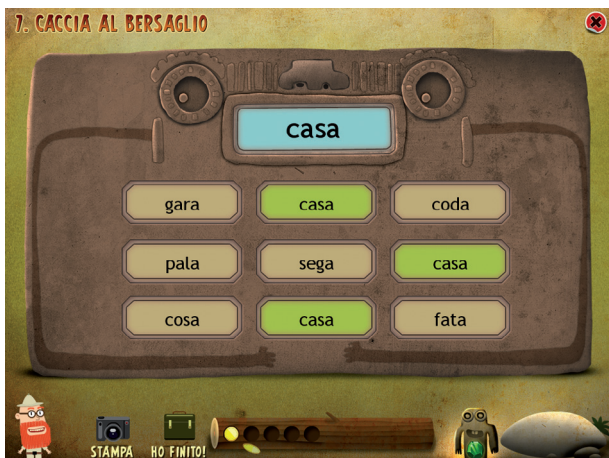 7. CACCIA AL BERSAGLIO
casa
gara casa coda
pala sega casa
cosa casa fata
STAMPA HO FINITO!